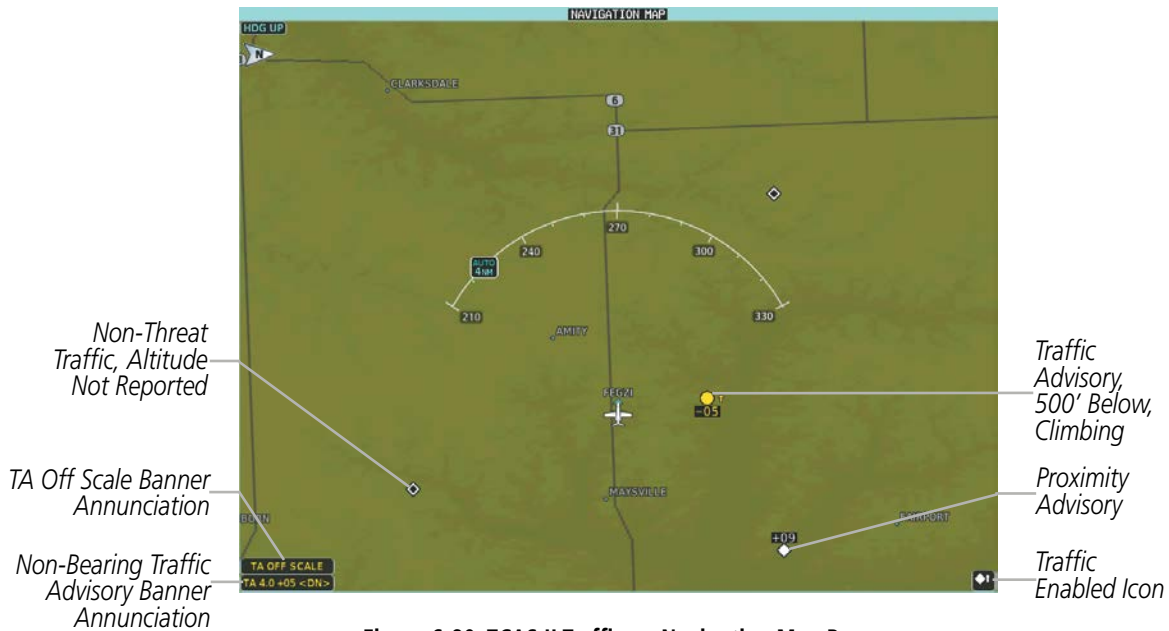 NAVIGATION MAP
HDG UP
N
CLARKSDALE
6
31
270
240
300
AUTO
4NM
210
330
AMITY
Non-Threat
Traffic, Altitude
Not Reported
Traffic
Advisory,
500’ Below,
Climbing
FEGZI
-05
TA Off Scale Banner
Annunciation
Proximity
Advisory
MAYSVILLE
FAIRPORT
+09
TA OFF SCALE
TA 4.0 +05 <DN>
Non-Bearing Traffic
Advisory Banner
Annunciation
Traffic
Enabled Icon